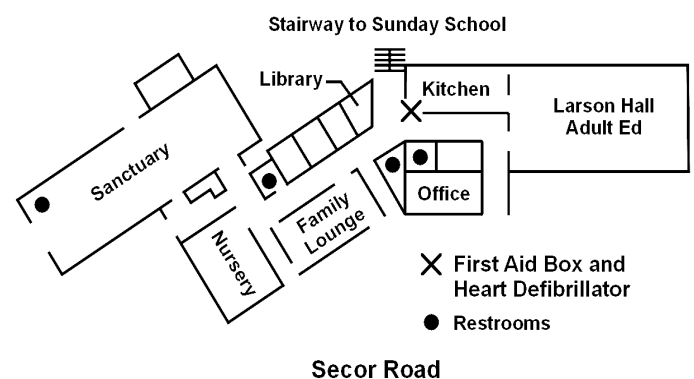 Stairway to Sunday School
Library
Kitchen
Larson Hall
Adult Ed
Sanctuary
Office
Family
Lounge
Nursery
First Aid Box and
Heart Defibrillator
Restrooms
Secor Road